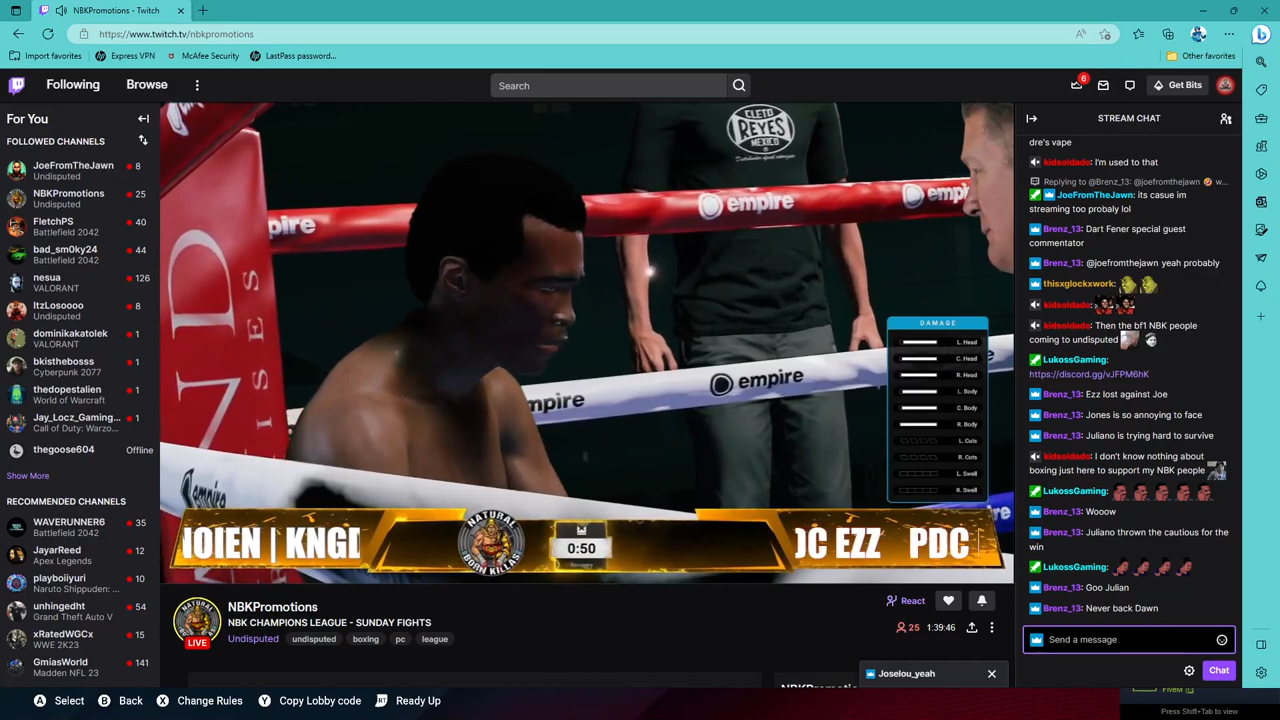 NBKPromotions - Twitch
https://www.twitch.tv/nbkpromotions
Import favorites
Express VPN
McAfee Security
LastPass password...
Other favorites
Following
Browse
Search
6
Get Bits
For You
FOLLOWED CHANNELS
JoeFromTheJawn
8
Undisputed
NBKPromotions
25
Undisputed
FletchPS
40
Battlefield 2042
bad_sm0ky24
44
Battlefield 2042
nesua
126
VALORANT
ItzLosoooo
8
Undisputed
dominikakatolek
1
VALORANT
bkisthebosss
1
Cyberpunk 2077
thedopestalien
1
World of Warcraft
Jay_Locz_Gaming...
1
Call of Duty: Warzo...
thegoose604
Offline
Show More
RECOMMENDED CHANNELS
WAVERUNNER6
35
Naraka: Bladepoint
JayarReed
12
Apex Legends
playboiiyuri
10
Naruto Shippuden: ...
unhingedht
54
Grand Theft Auto V
xRatedWGCx
15
WWE 2K23
GmiasWorld
141
Madden NFL 23
CLETO
REYES
MEXICO
empire
empire
empire
empire
DAMAGE
L. Head
C. Head
R. Head
L. Body
C. Body
R. Body
L. Cuts
R. Cuts
L. Swell
R. Swell
NATURAL
BORN KILLAS
0:50
Recovery
EZZ PDC
NBKPromotions
NBK CHAMPIONS LEAGUE - SUNDAY FIGHTS
Undisputed
undisputed
boxing
pc
league
LIVE
React
25
1:39:46
Joselou_yeah
STREAM CHAT
dre's vape
kidsoldado: I'm used to that
Replying to @Brenz_13: @joefromthejawn 🤣 w...
JoeFromTheJawn: its casue im
streaming too probaly lol
Brenz_13: Dart Fener special guest
commentator
Brenz_13: @joefromthejawn yeah probably
thisxglockxwork:
kidsoldado:
kidsoldado: Then the bf1 NBK people
coming to undisputed
LukossGaming:
https://discord.gg/vJFPM6hK
Brenz_13: Ezz lost against Joe
Brenz_13: Jones is so annoying to face
Brenz_13: Juliano is trying hard to survive
kidsoldado: I don't know nothing about
boxing just here to support my NBK people
LukossGaming:
Brenz_13: Wooow
Brenz_13: Juliano thrown the cautious for the
win
LukossGaming:
Brenz_13: Goo Julian
Brenz_13: Never back Dawn
Send a message
Chat
A Select
B Back
X Change Rules
Y Copy Lobby code
RT Ready Up
FiveM
Press Shift+Tab to view